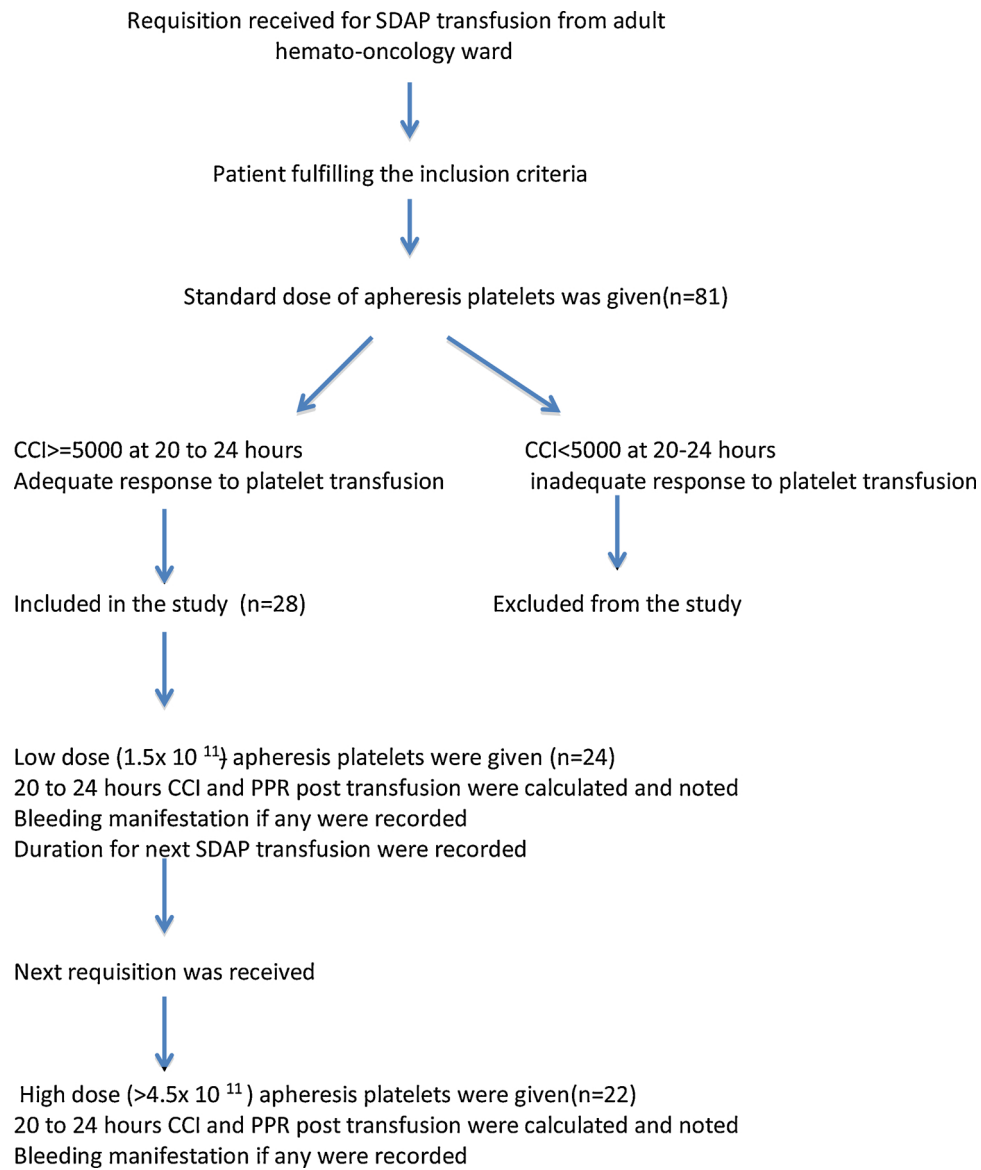 Requisition received for SDAP transfusion from adult
hemato-oncology ward
Patient fulfilling the inclusion criteria
Standard dose of apheresis platelets was given(n=81)
CCI>=5000 at 20 to 24 hours
Adequate response to platelet transfusion
CCI<5000 at 20-24 hours
inadequate response to platelet transfusion
Included in the study (n=28)
Excluded from the study
Low dose (1.5x 10 ¹¹) apheresis platelets were given (n=24)
20 to 24 hours CCI and PPR post transfusion were calculated and noted
Bleeding manifestation if any were recorded
Duration for next SDAP transfusion were recorded
Next requisition was received
High dose (>4.5x 10 ¹¹ ) apheresis platelets were given(n=22)
20 to 24 hours CCI and PPR post transfusion were calculated and noted
Bleeding manifestation if any were recorded